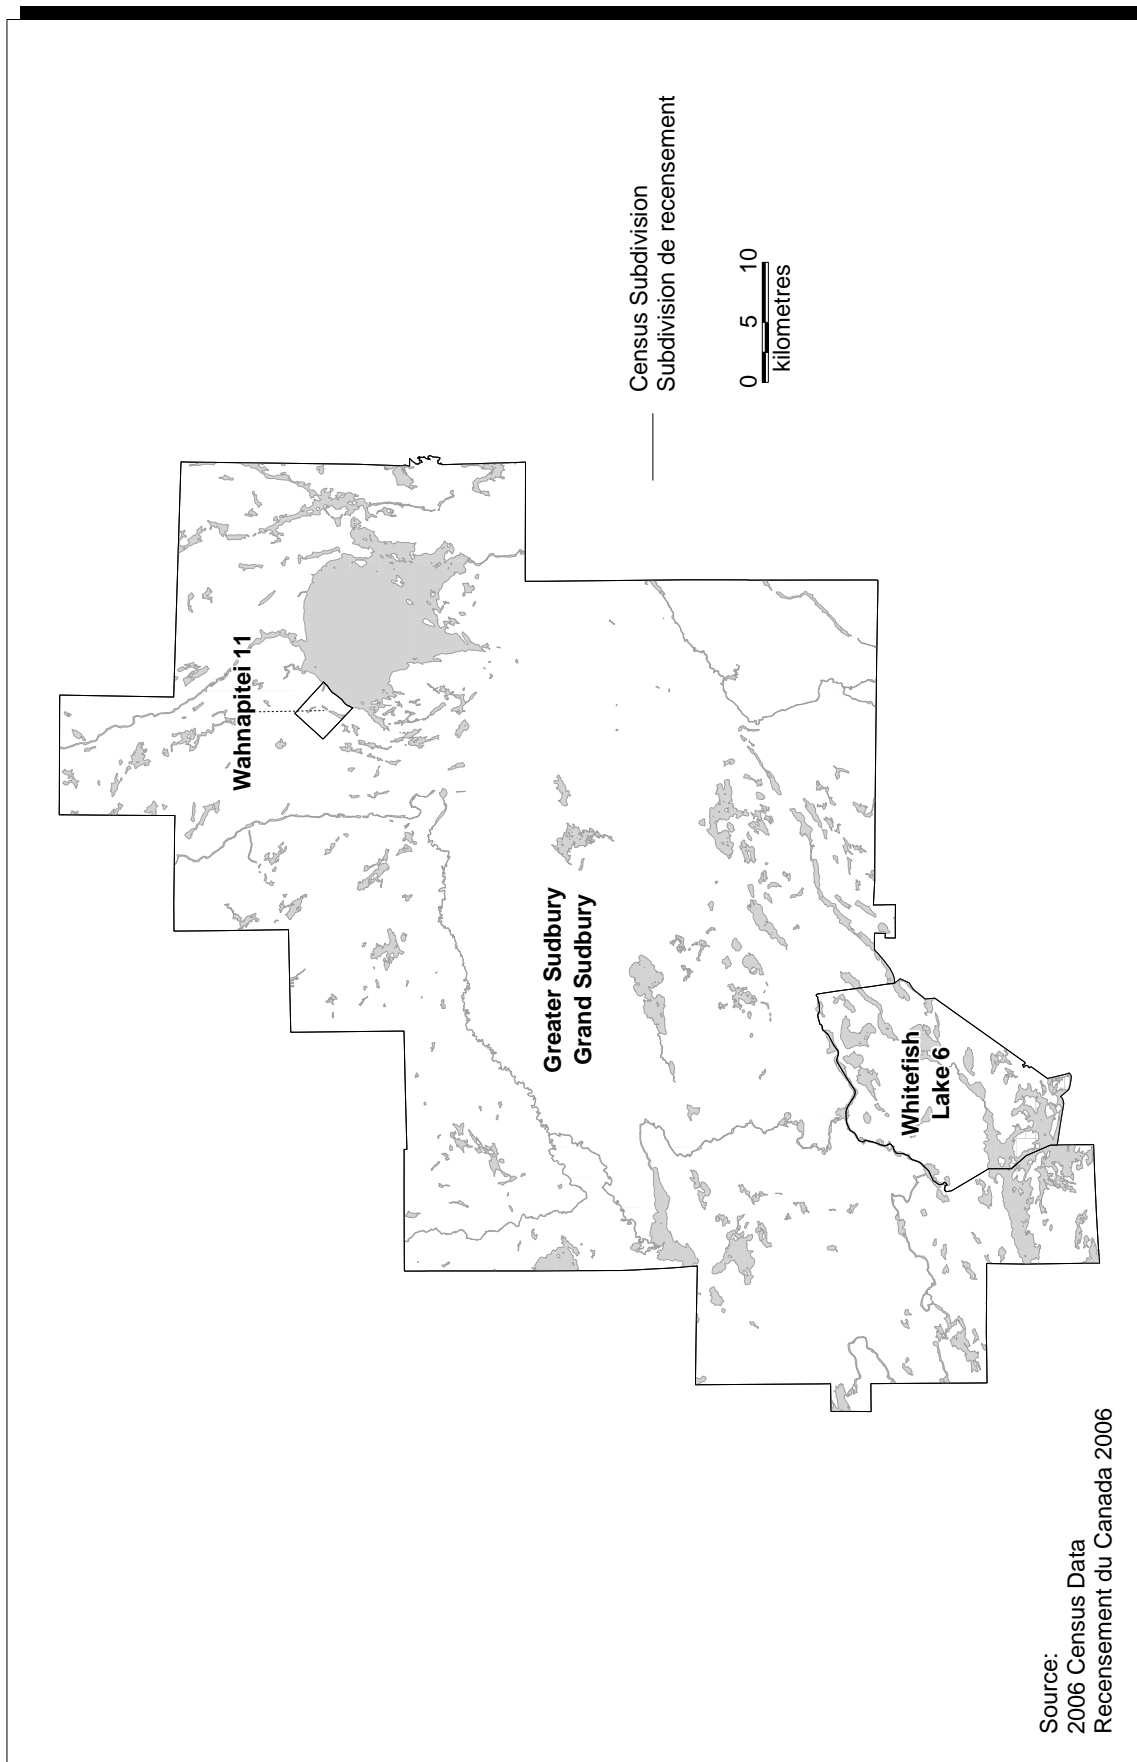 Wahnapitei 11
Greater Sudbury
Grand Sudbury
Whitefish
Lake 6
Census Subdivision
Subdivision de recensement
0 5 10
kilometres
Source:
2006 Census Data
Recensement du Canada 2006